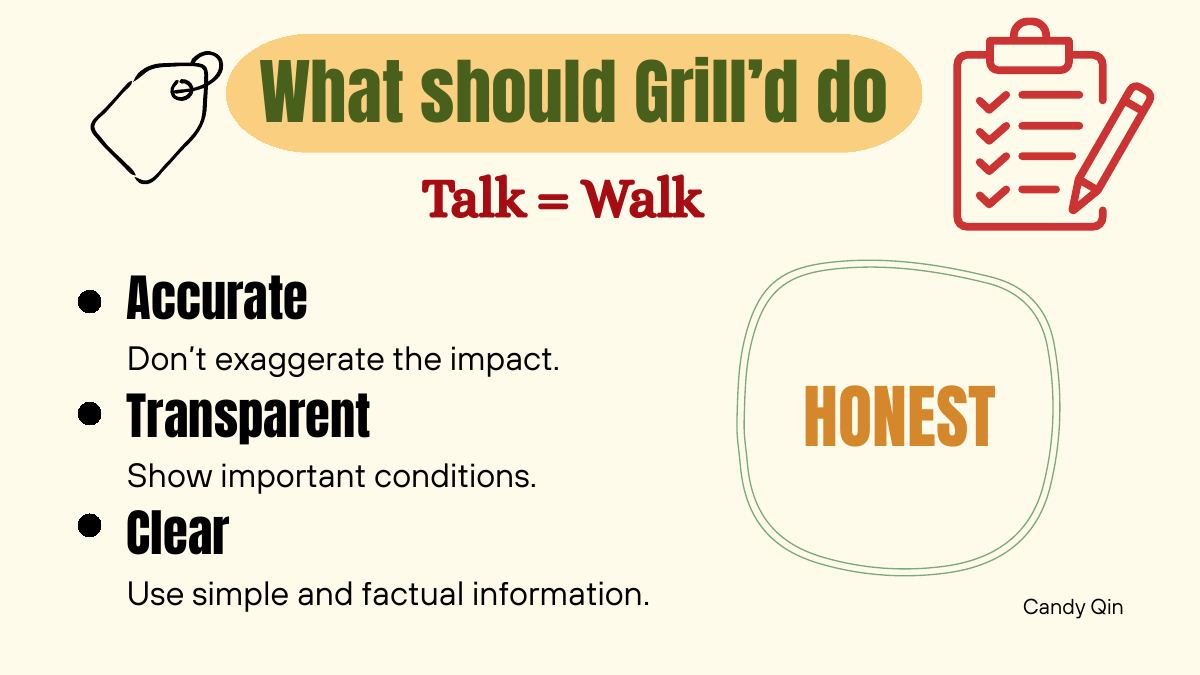 What should Grill’d do
Talk = Walk
Accurate
Don’t exaggerate the impact.
Transparent
Show important conditions.
Clear
Use simple and factual information.
HONEST
Candy Qin